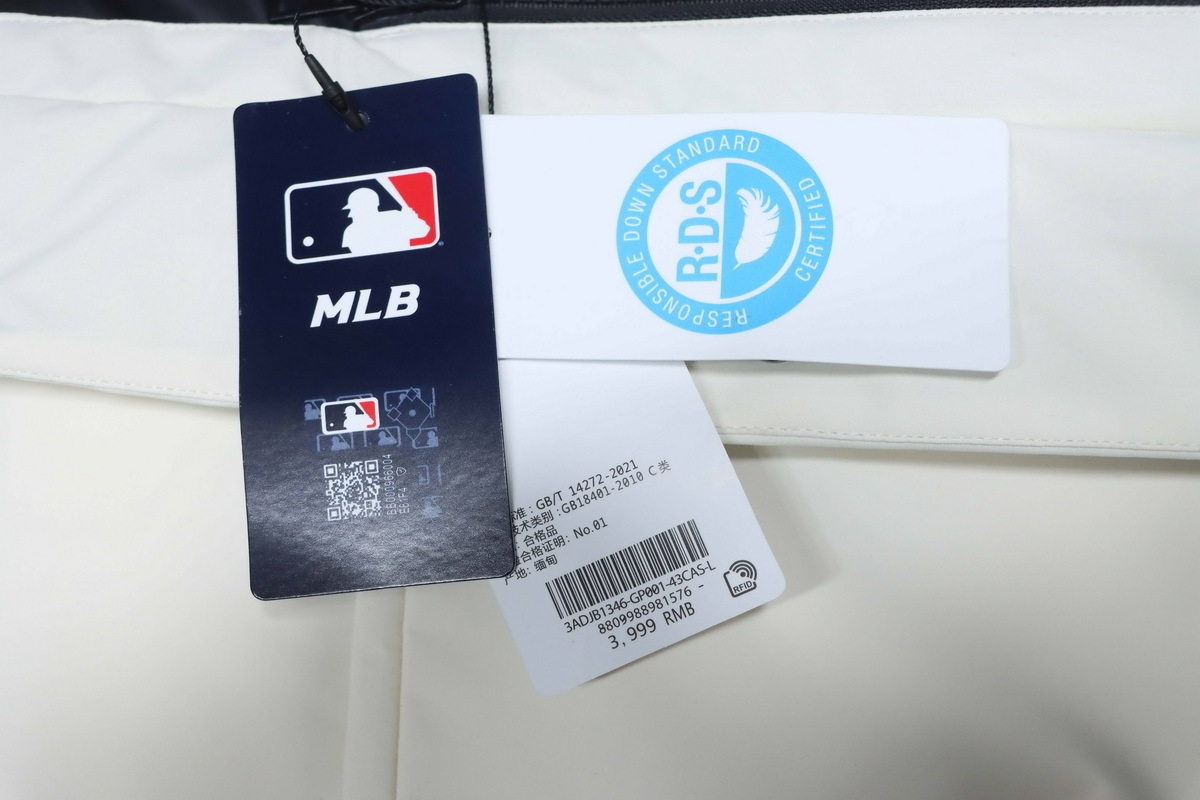 MLB
BB000966004
E6FF4
RESPONSIBLE DOWN STANDARD
CERTIFIED
R·D·S
准: GB/T 14272-2021
技术类别: GB18401-2010 C类
: 合格品
合格证明: No.01
产地: 缅甸
3ADJB1346-GP001-43CAS-L
8809988981576 -
3,999 RMB
RFID